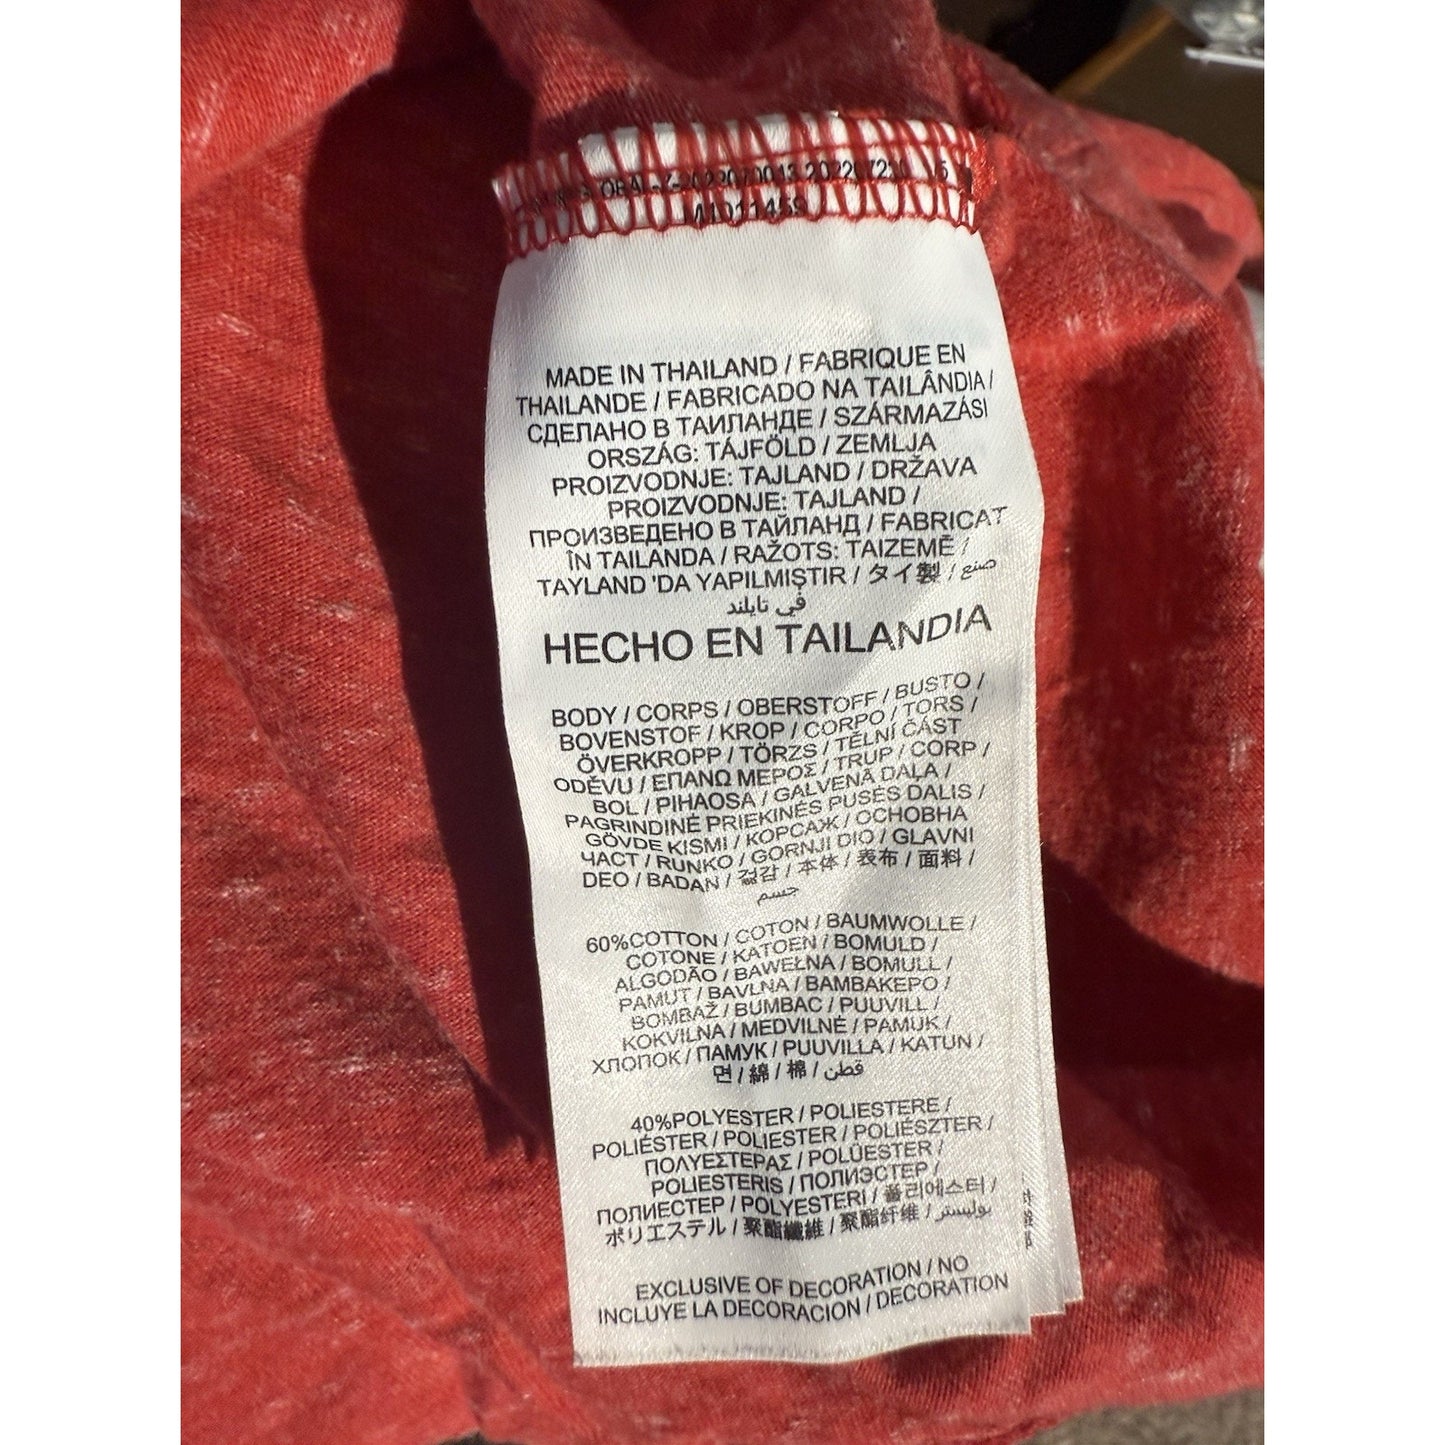 MADE IN THAILAND / FABRIQUE EN
THAILANDE / FABRICADO NA TAILÂNDIA /
СДЕЛАНО В ТАИЛАНДЕ / SZÁRMAZÁSI
ORSZÁG: TÁJFÖLD / ZEMLJA
PROIZVODNJE: TAJLAND / DRŽAVA
PROIZVODNJE: TAJLAND /
ПРОИЗВЕДЕНО В ТАЙЛАНД / FABRICAT
ÎN TAILANDA / RAŽOTS: TAIZEMĒ /
TAYLAND 'DA YAPILMIŞTIR / タイ製 / صنع
في تايلند
HECHO EN TAILANDIA
BODY / CORPS / OBERSTOFF / BUSTO /
BOVENSTOF / KROP / CORPO / TORS /
ÖVERKROPP / TÖRZS / TĚLNÍ ČÁST
ODĚVU / ΕΠΑΝΩ ΜΕΡΟΣ / TRUP / CORP /
BOL / PIHAOSA / GALVENĀ DAĻA /
PAGRINDINĖ PRIEKINĖS PUSĖS DALIS /
GÖVDE KISMI / КОРСАЖ / ОСНОВНА
ЧАСТ / RUNKO / GORNJI DIO / GLAVNI
DEO / BADAN / 겉감 / 本体 / 表布 / 面料 /
جسم
60%COTTON / COTON / BAUMWOLLE /
COTONE / KATOEN / BOMULD /
ALGODÃO / BAWEŁNA / BOMULL /
PAMUT / BAVLNA / ΒΑΜΒΑΚΕΡΟ /
BOMBAŽ / BUMBAC / PUUVILL /
KOKVILNA / MEDVILNĖ / PAMUK /
ХЛОПОК / ПАМУК / PUUVILLA / KATUN /
면 / 綿 / 棉 / قطن
40%POLYESTER / POLIESTERE /
POLIÉSTER / POLIESTER / POLIÉSZTER /
ΠΟΛΥΕΣΤΕΡΑΣ / POLÜESTER /
POLIESTERIS / ПОЛИЭСТЕР /
ПОЛИЕСТЕР / POLYESTERI / 폴리에스터 /
ポリエステル / 聚酯纖維 / 聚酯纤维 / بوليستر
EXCLUSIVE OF DECORATION / NO
INCLUYE LA DECORACION / DECORATION